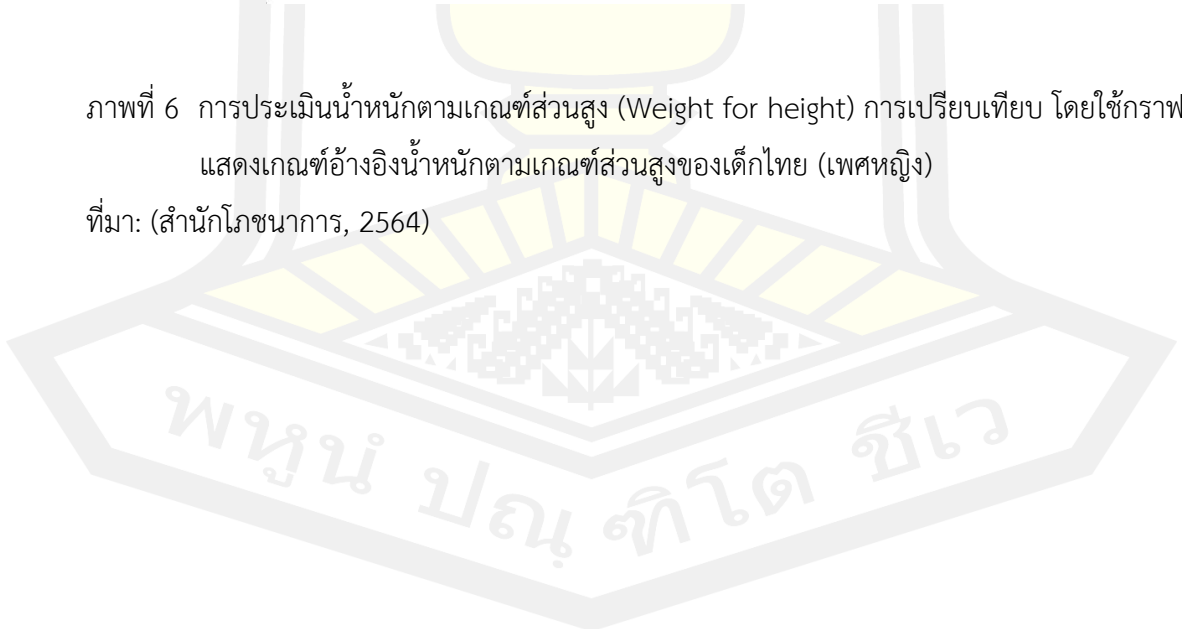 ภาพที่ 6 การประเมินน้ำหนักตามเกณฑ์ส่วนสูง (Weight for height) การเปรียบเทียบ โดยใช้กราฟ
แสดงเกณฑ์อ้างอิงน้ำหนักตามเกณฑ์ส่วนสูงของเด็กไทย (เพศหญิง)
ที่มา: (สำนักโภชนาการ, 2564)
พหูนํ ปณฺฑิโต ชีเว